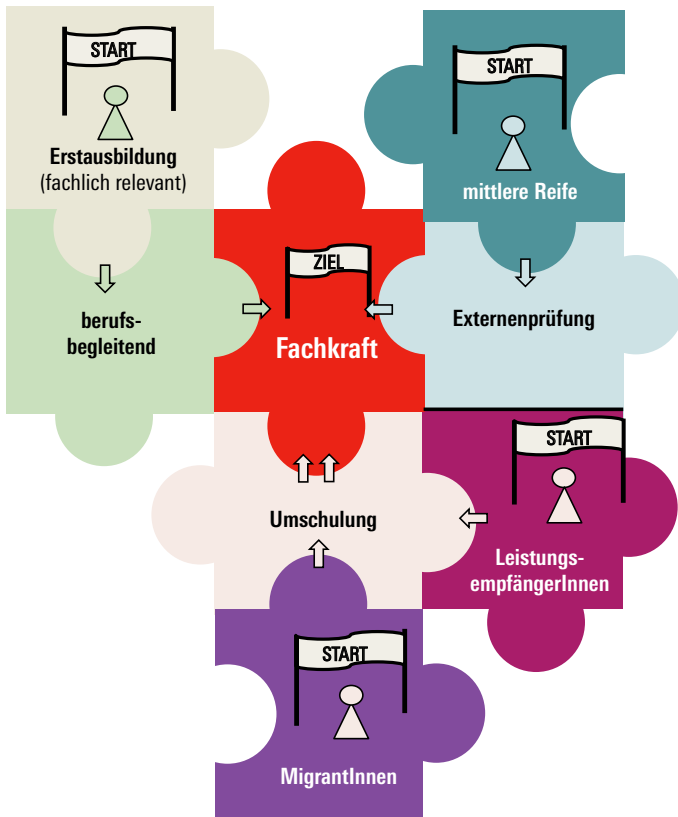 START
Erstausbildung
(fachlich relevant)
START
mittlere Reife
berufs-
begleitend
ZIEL
Fachkraft
Externenprüfung
Umschulung
START
Leistungs-
empfängerInnen
START
MigrantInnen